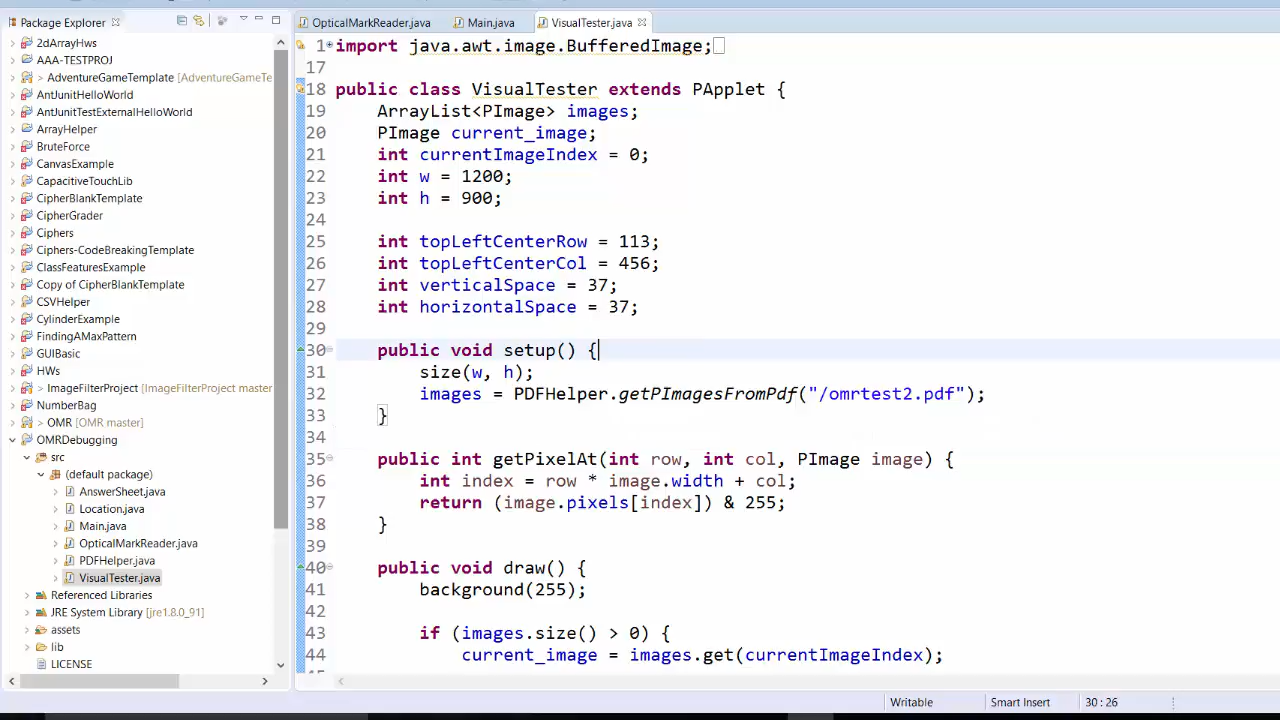 Package Explorer
OpticalMarkReader.java
Main.java
VisualTester.java
2dArrayHws
AAA-TESTPROJ
> AdventureGameTemplate [AdventureGameTe
AntUnitHelloWorld
AntUnitTestExternalHelloWorld
ArrayHelper
BruteForce
CanvasExample
CapacitiveTouchLib
CipherBlankTemplate
CipherGrader
Ciphers
Ciphers-CodeBreakingTemplate
ClassFeaturesExample
Copy of CipherBlankTemplate
CSVHelper
CylinderExample
FindingAMaxPattern
GUIBasic
HWs
> ImageFilterProject [ImageFilterProject master
NumberBag
> OMR [OMR master]
OMRDebugging
src
(default package)
AnswerSheet.java
Location.java
Main.java
OpticalMarkReader.java
PDFHelper.java
VisualTester.java
Referenced Libraries
JRE System Library [jre1.8.0_91]
assets
lib
LICENSE
1 import java.awt.image.BufferedImage;
17
18 public class VisualTester extends PApplet {
19 ArrayList<PImage> images;
20 PImage current_image;
21 int currentImageIndex = 0;
22 int w = 1200;
23 int h = 900;
24
25 int topLeftCenterRow = 113;
26 int topLeftCenterCol = 456;
27 int verticalSpace = 37;
28 int horizontalSpace = 37;
29
30 public void setup() {
31 size(w, h);
32 images = PDFHelper.getPImagesFromPdf("/omrtest2.pdf");
33 }
34
35 public int getPixelAt(int row, int col, PImage image) {
36 int index = row * image.width + col;
37 return (image.pixels[index]) & 255;
38 }
39
40 public void draw() {
41 background(255);
42
43 if (images.size() > 0) {
44 current_image = images.get(currentImageIndex);
Writable
Smart Insert
30 : 26